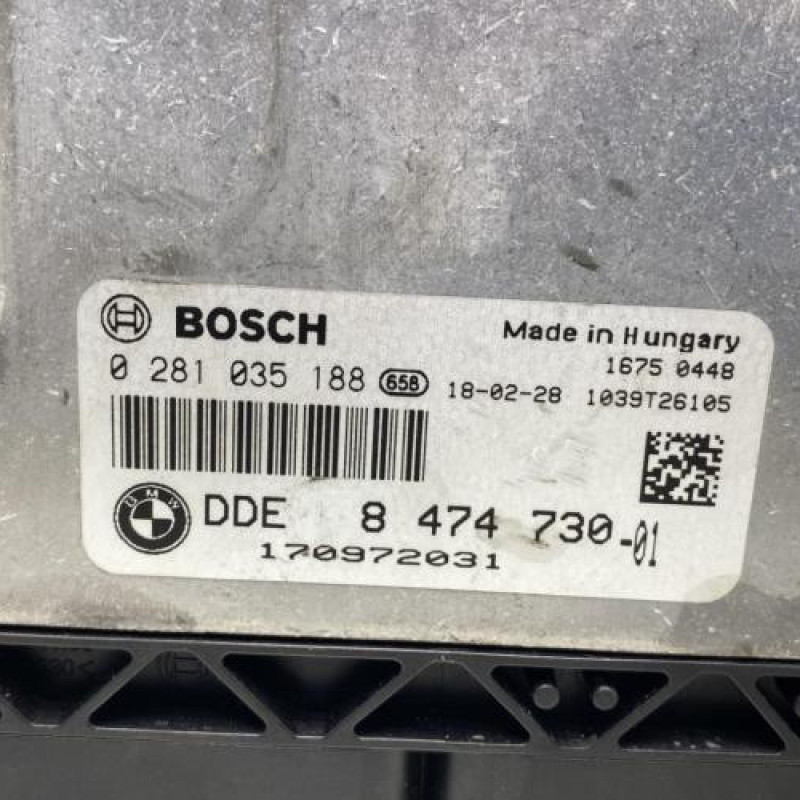 BOSCH
Made in Hungary
0 281 035 188 658
1675 0448
18-02-28 1039T26105
BMW DDE 8 474 730-01
170972031